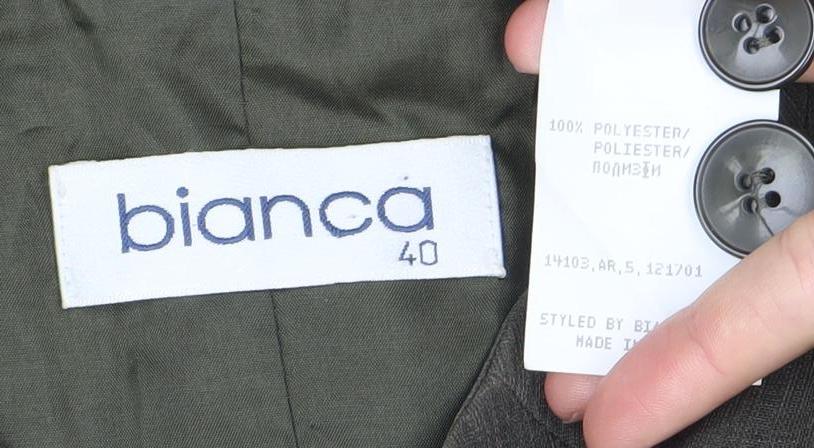 bianca
40
100% POLYESTER/
POLIESTER/
14103,AR,5,121701
STYLED BY
MADE